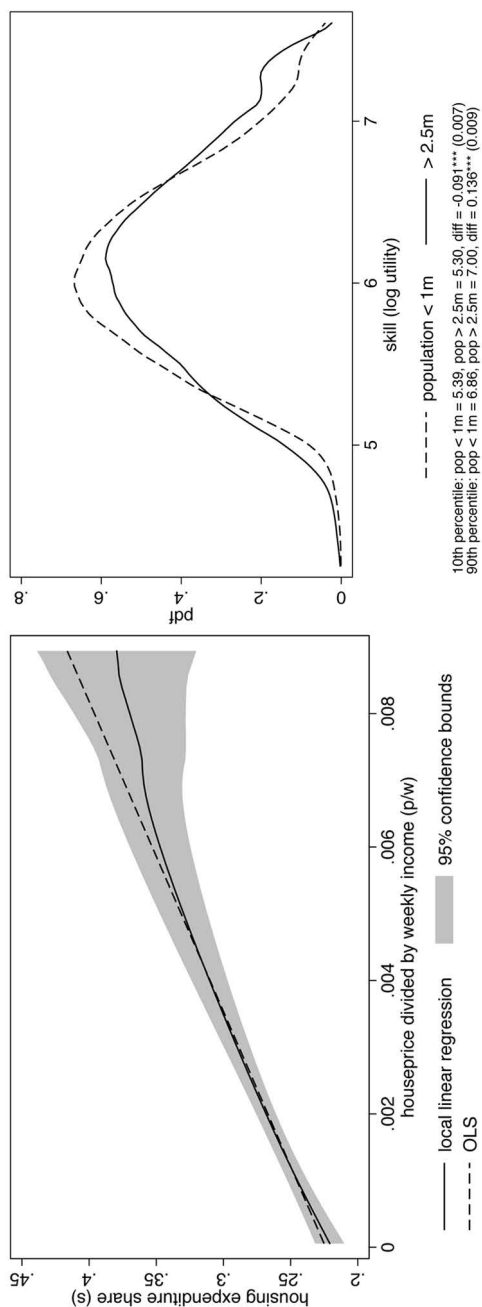 housing expenditure share (s)
.45
.4
.35
.3
.25
.2
0
.002
.004
.006
.008
houseprice divided by weekly income (p/w)
local linear regression
95% confidence bounds
OLS
pdf
.8
.6
.4
.2
0
5
6
7
skill (log utility)
population < 1m
> 2.5m
10th percentile: pop < 1m = 5.39, pop > 2.5m = 5.30, diff = -0.091*** (0.007)
90th percentile: pop < 1m = 6.86, pop > 2.5m = 7.00, diff = 0.136*** (0.009)